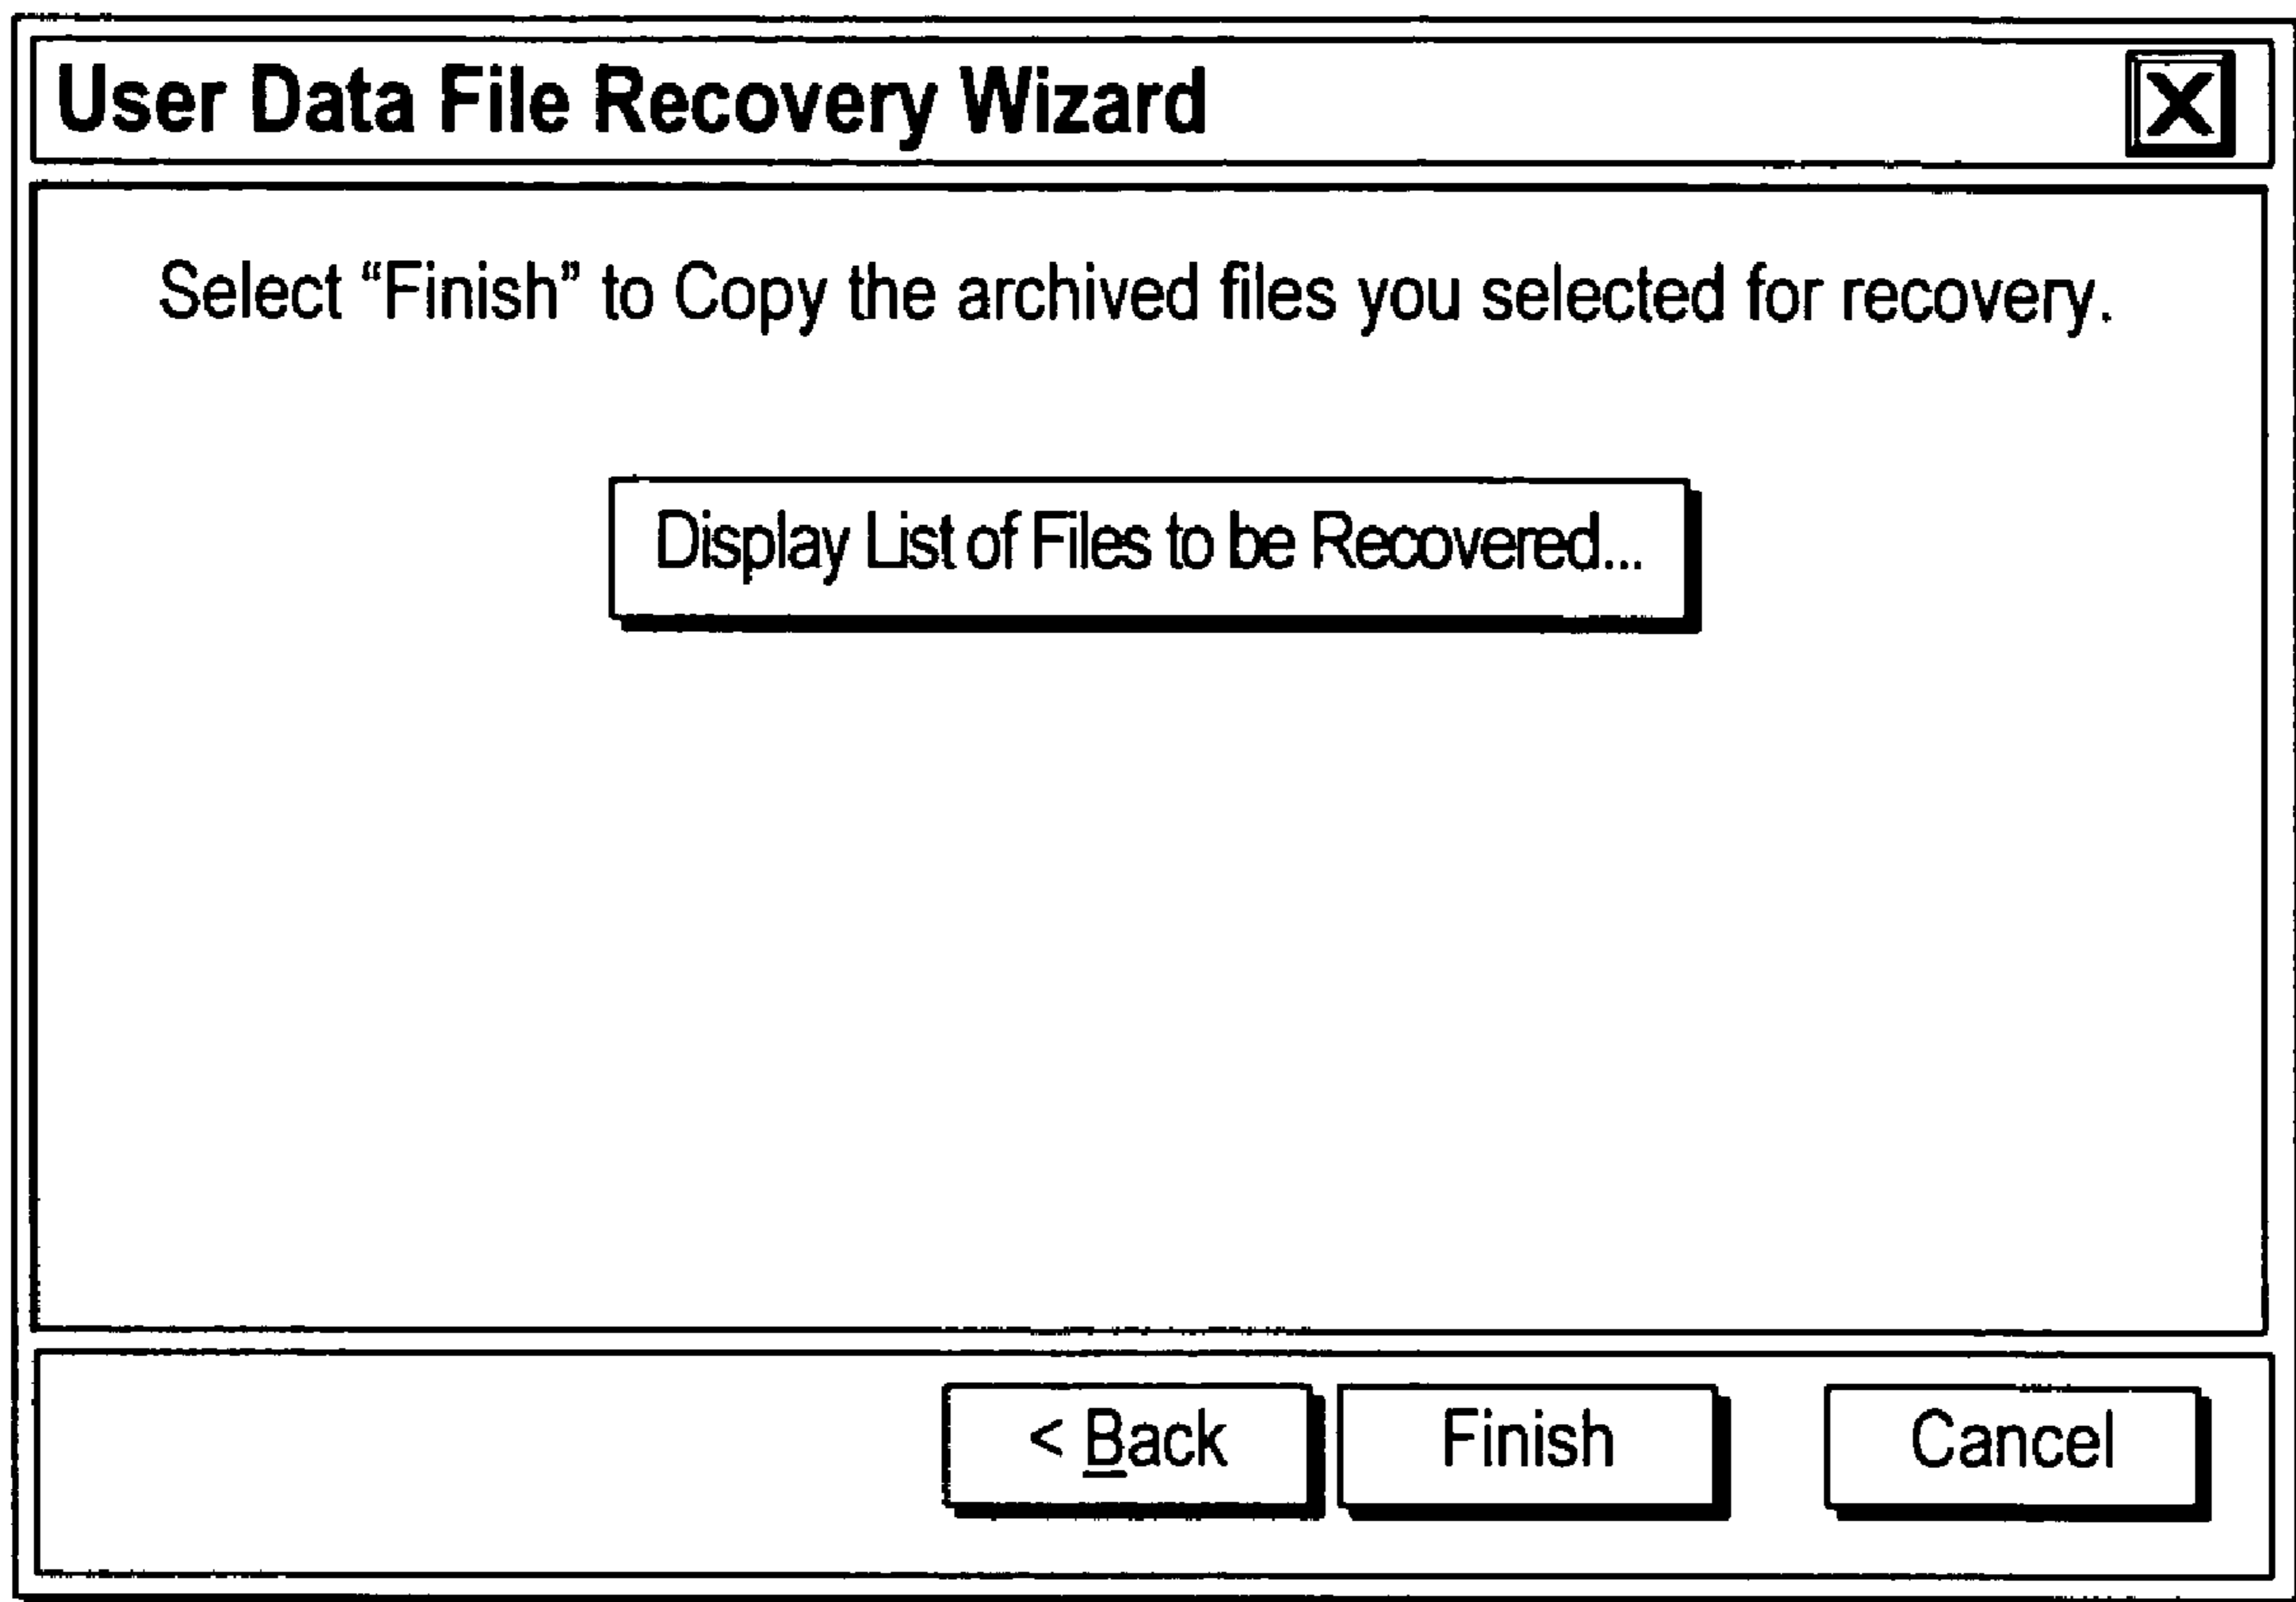 User Data File Recovery Wizard
X
Select “Finish” to Copy the archived files you selected for recovery.
Display List of Files to be Recovered...
< Back
Finish
Cancel